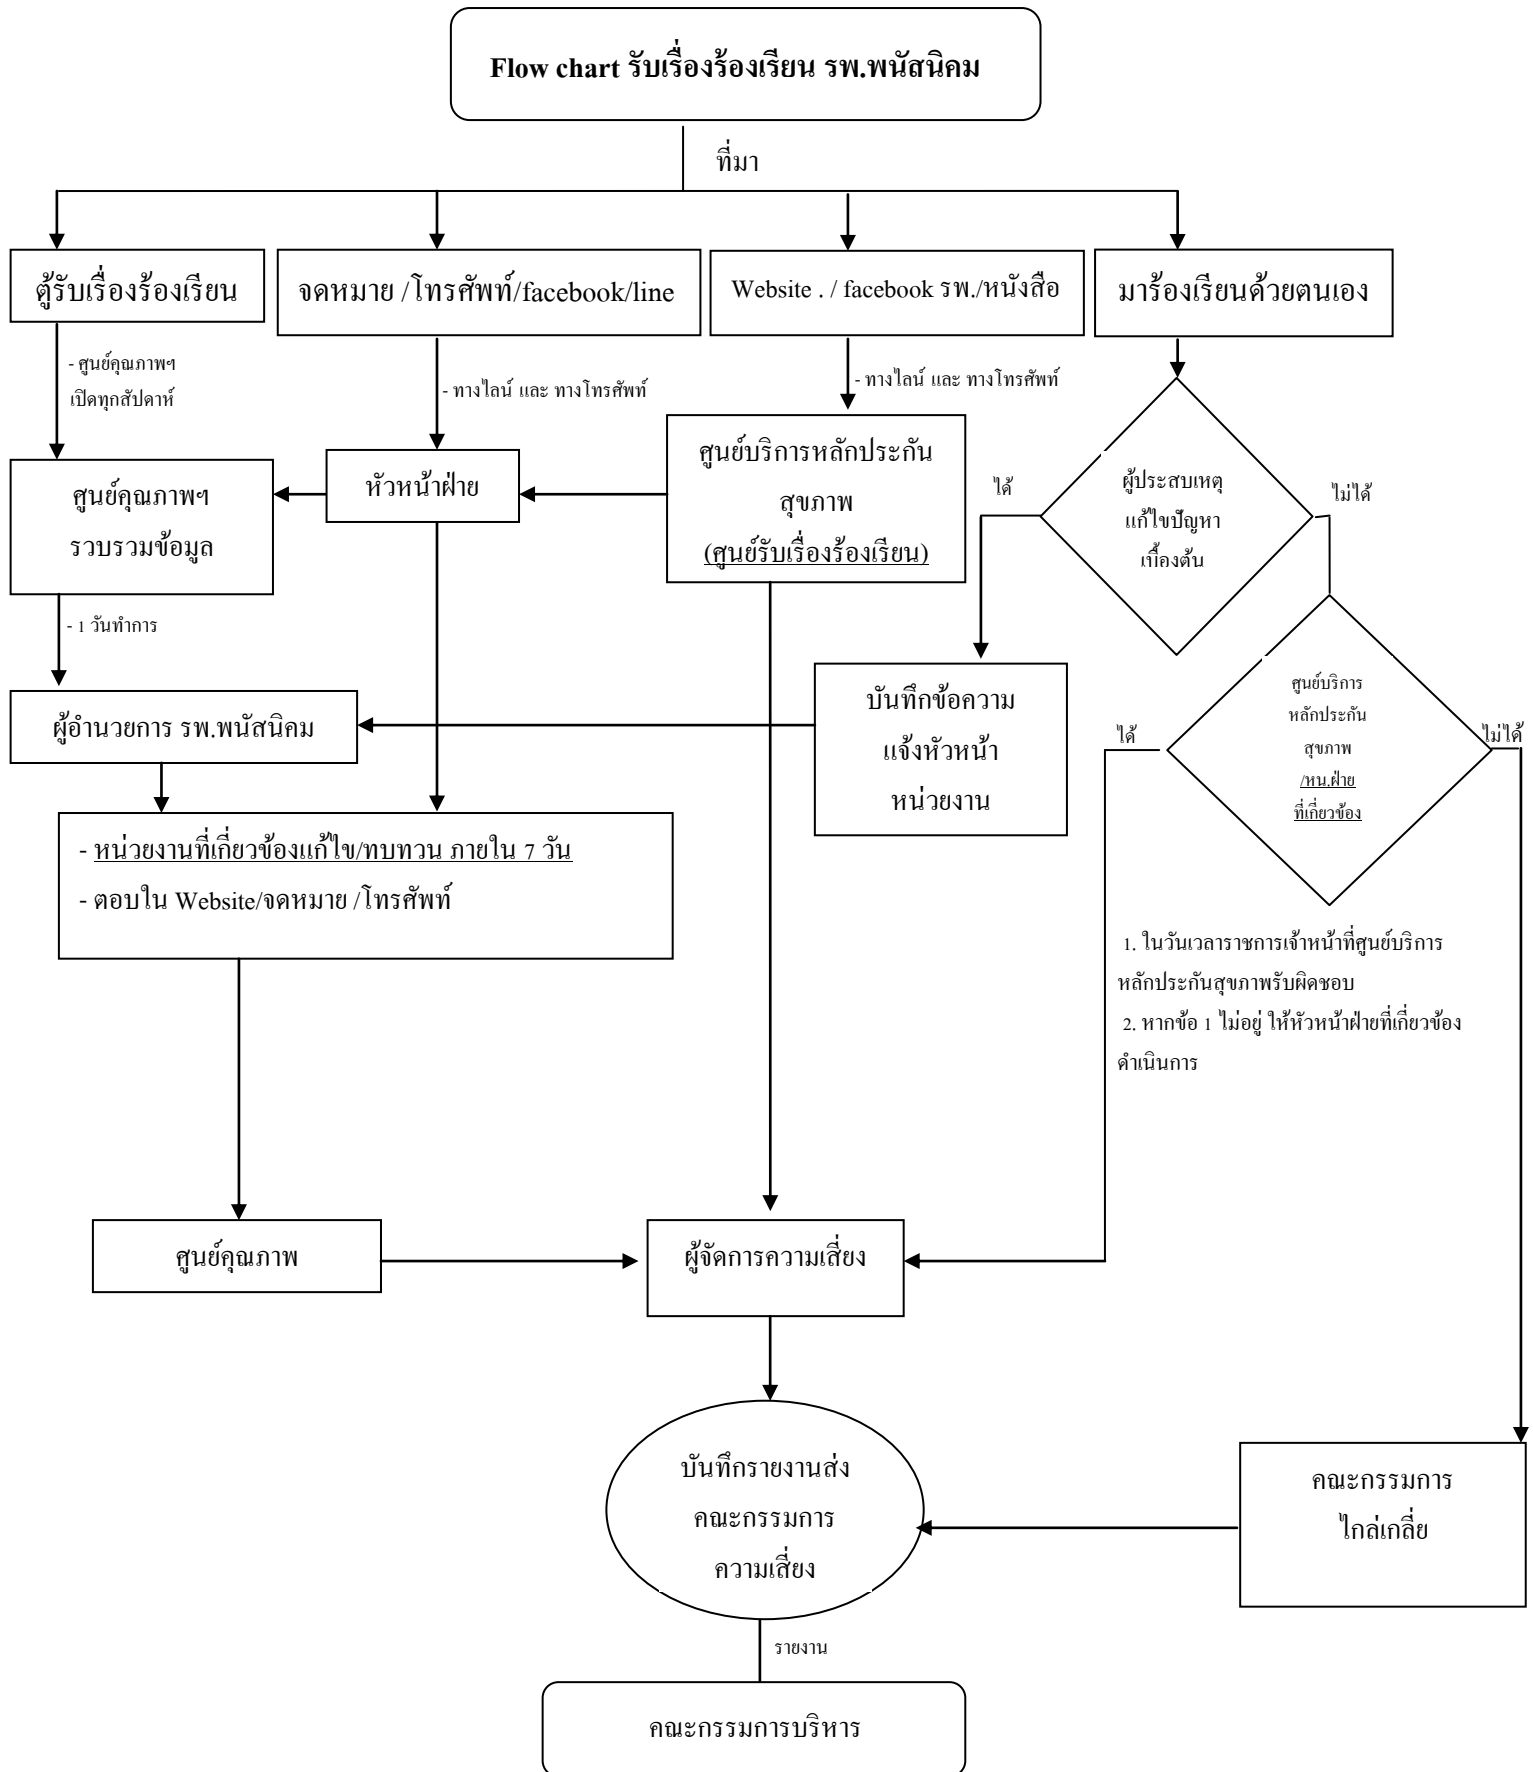 Flow chart รับเรื่องร้องเรียน รพ.พนัสนิคม
ที่มา
ตู้รับเรื่องร้องเรียน
จดหมาย /โทรศัพท์/facebook/line
Website . / facebook รพ./หนังสือ
มาร้องเรียนด้วยตนเอง
- ศูนย์คุณภาพฯ
เปิดทุกสัปดาห์
- ทางไลน์ และ ทางโทรศัพท์
- ทางไลน์ และ ทางโทรศัพท์
ศูนย์คุณภาพฯ
รวบรวมข้อมูล
หัวหน้าฝ่าย
ศูนย์บริการหลักประกัน
สุขภาพ
(ศูนย์รับเรื่องร้องเรียน)
ได้
ผู้ประสบเหตุ
แก้ไขปัญหา
เบื้องต้น
ไม่ได้
- 1 วันทำการ
ผู้อำนวยการ รพ.พนัสนิคม
บันทึกข้อความ
แจ้งหัวหน้า
หน่วยงาน
ได้
ศูนย์บริการ
หลักประกัน
สุขภาพ
/หน.ฝ่าย
ที่เกี่ยวข้อง
ไม่ได้
- หน่วยงานที่เกี่ยวข้องแก้ไข/ทบทวน ภายใน 7 วัน
- ตอบใน Website/จดหมาย /โทรศัพท์
1. ในวันเวลาราชการเจ้าหน้าที่ศูนย์บริการ
หลักประกันสุขภาพรับผิดชอบ
2. หากข้อ 1 ไม่อยู่ ให้หัวหน้าฝ่ายที่เกี่ยวข้อง
ดำเนินการ
ศูนย์คุณภาพ
ผู้จัดการความเสี่ยง
บันทึกรายงานส่ง
คณะกรรมการ
ความเสี่ยง
คณะกรรมการ
ไกล่เกลี่ย
รายงาน
คณะกรรมการบริหาร